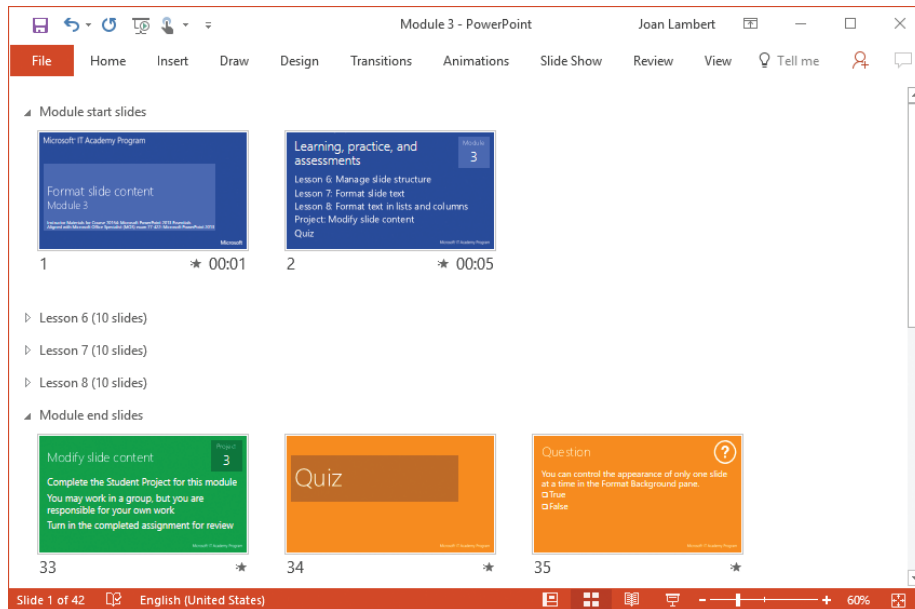 Module 3 - PowerPoint
Joan Lambert
File Home Insert Draw Design Transitions Animations Slide Show Review View Tell me
Module start slides
Microsoft® IT Academy Program
Format slide content
Module 3
Microsoft
1
00:01
Module
3
Learning, practice, and
assessments
Lesson 6: Manage slide structure
Lesson 7: Format slide text
Lesson 8: Format text in lists and columns
Project: Modify slide content
Quiz
Microsoft IT Academy Program
2
00:05
Lesson 6 (10 slides)
Lesson 7 (10 slides)
Lesson 8 (10 slides)
Module end slides
Project
3
Modify slide content
Complete the Student Project for this module
You may work in a group, but you are
responsible for your own work
Turn in the completed assignment for review
Microsoft IT Academy Program
33
Quiz
Microsoft IT Academy Program
34
Question
?
You can control the appearance of only one slide
at a time in the Format Background pane.
True
False
Microsoft IT Academy Program
35
Slide 1 of 42 English (United States) 60%